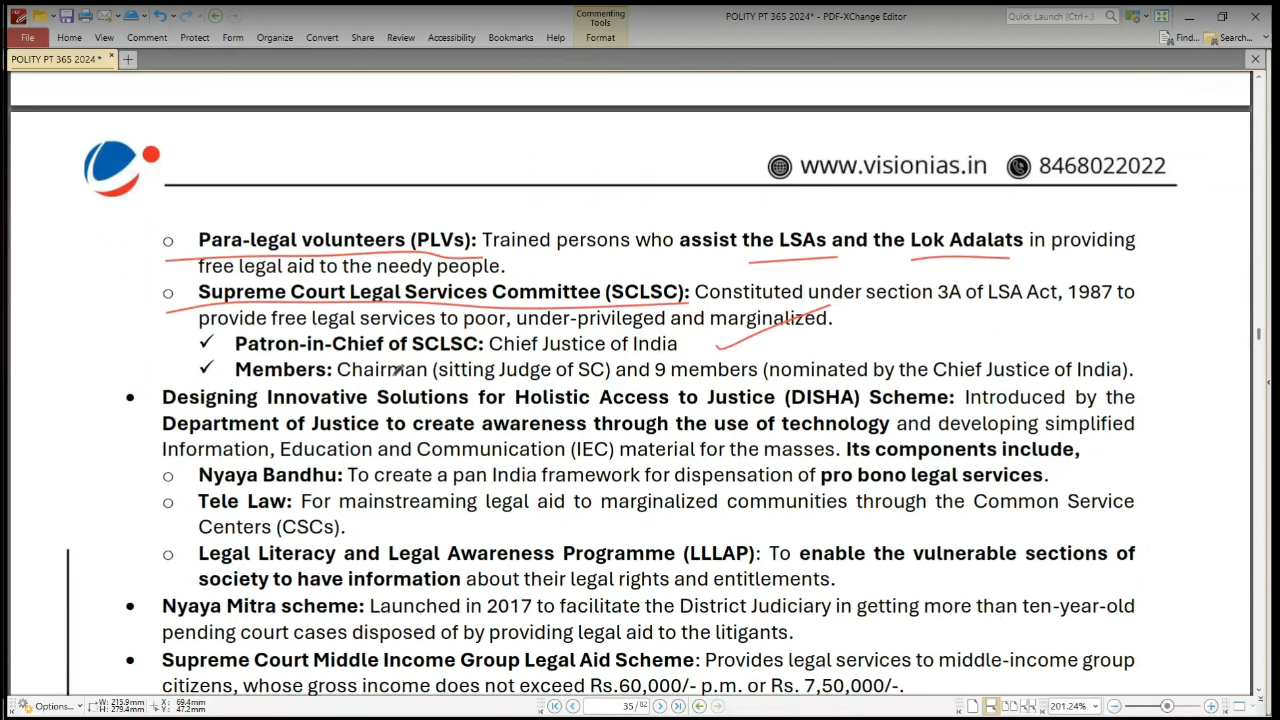 POLITY PT 365 2024* - PDF-XChange Editor
Commenting Tools
Quick Launch (Ctrl+.)
File Home View Comment Protect Form Organize Convert Share Review Accessibility Bookmarks Help Format Find... Search...
POLITY PT 365 2024 *
www.visionias.in 8468022022
o Para-legal volunteers (PLVs): Trained persons who assist the LSAs and the Lok Adalats in providing
free legal aid to the needy people.
o Supreme Court Legal Services Committee (SCLSC): Constituted under section 3A of LSA Act, 1987 to
provide free legal services to poor, under-privileged and marginalized.
✓ Patron-in-Chief of SCLSC: Chief Justice of India
✓ Members: Chairman (sitting Judge of SC) and 9 members (nominated by the Chief Justice of India).
• Designing Innovative Solutions for Holistic Access to Justice (DISHA) Scheme: Introduced by the
Department of Justice to create awareness through the use of technology and developing simplified
Information, Education and Communication (IEC) material for the masses. Its components include,
o Nyaya Bandhu: To create a pan India framework for dispensation of pro bono legal services.
o Tele Law: For mainstreaming legal aid to marginalized communities through the Common Service
Centers (CSCs).
o Legal Literacy and Legal Awareness Programme (LLLAP): To enable the vulnerable sections of
society to have information about their legal rights and entitlements.
• Nyaya Mitra scheme: Launched in 2017 to facilitate the District Judiciary in getting more than ten-year-old
pending court cases disposed of by providing legal aid to the litigants.
• Supreme Court Middle Income Group Legal Aid Scheme: Provides legal services to middle-income group
citizens, whose gross income does not exceed Rs.60,000/- p.m. or Rs. 7,50,000/-.
Options... W: 215.9mm H: 279.4mm X: 69.4mm Y: 47.2mm 35 / 82 201.24%